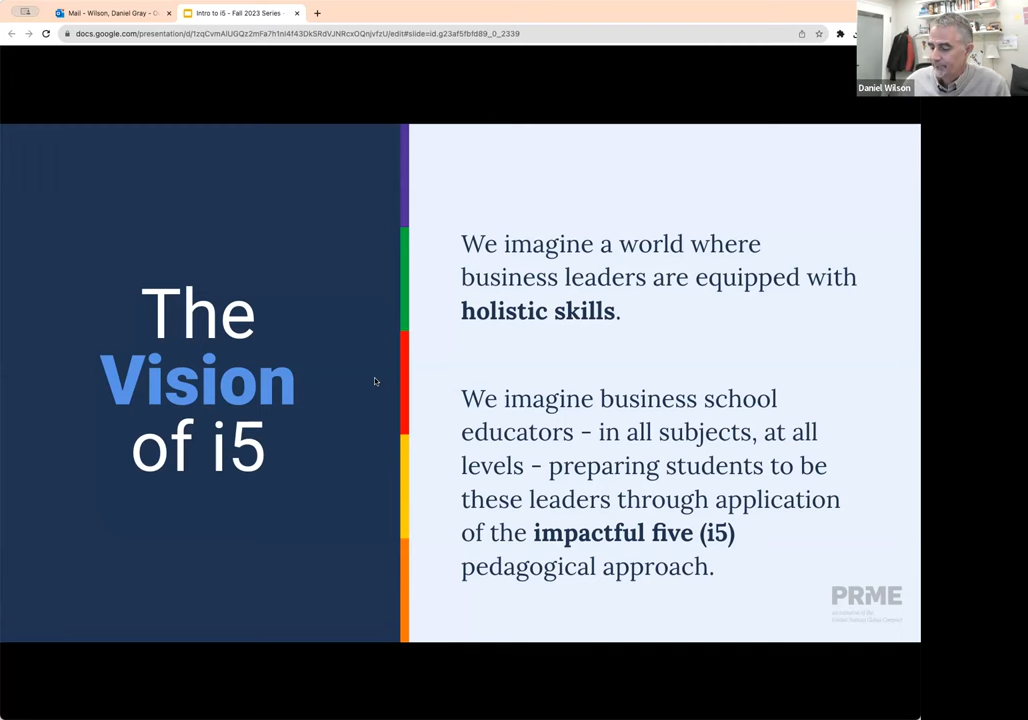 Mail - Wilson, Daniel Gray - O
Intro to i5 - Fall 2023 Series -
docs.google.com/presentation/d/1zqCvmAlUGQz2mFa7h1nl4f43DkSRdVJNRcxOQnjvfzU/edit#slide=id.g23af5fbfd89_0_2339
Daniel Wilson
The
Vision
of i5
We imagine a world where
business leaders are equipped with
holistic skills.
We imagine business school
educators - in all subjects, at all
levels - preparing students to be
these leaders through application
of the impactful five (i5)
pedagogical approach.
PRME